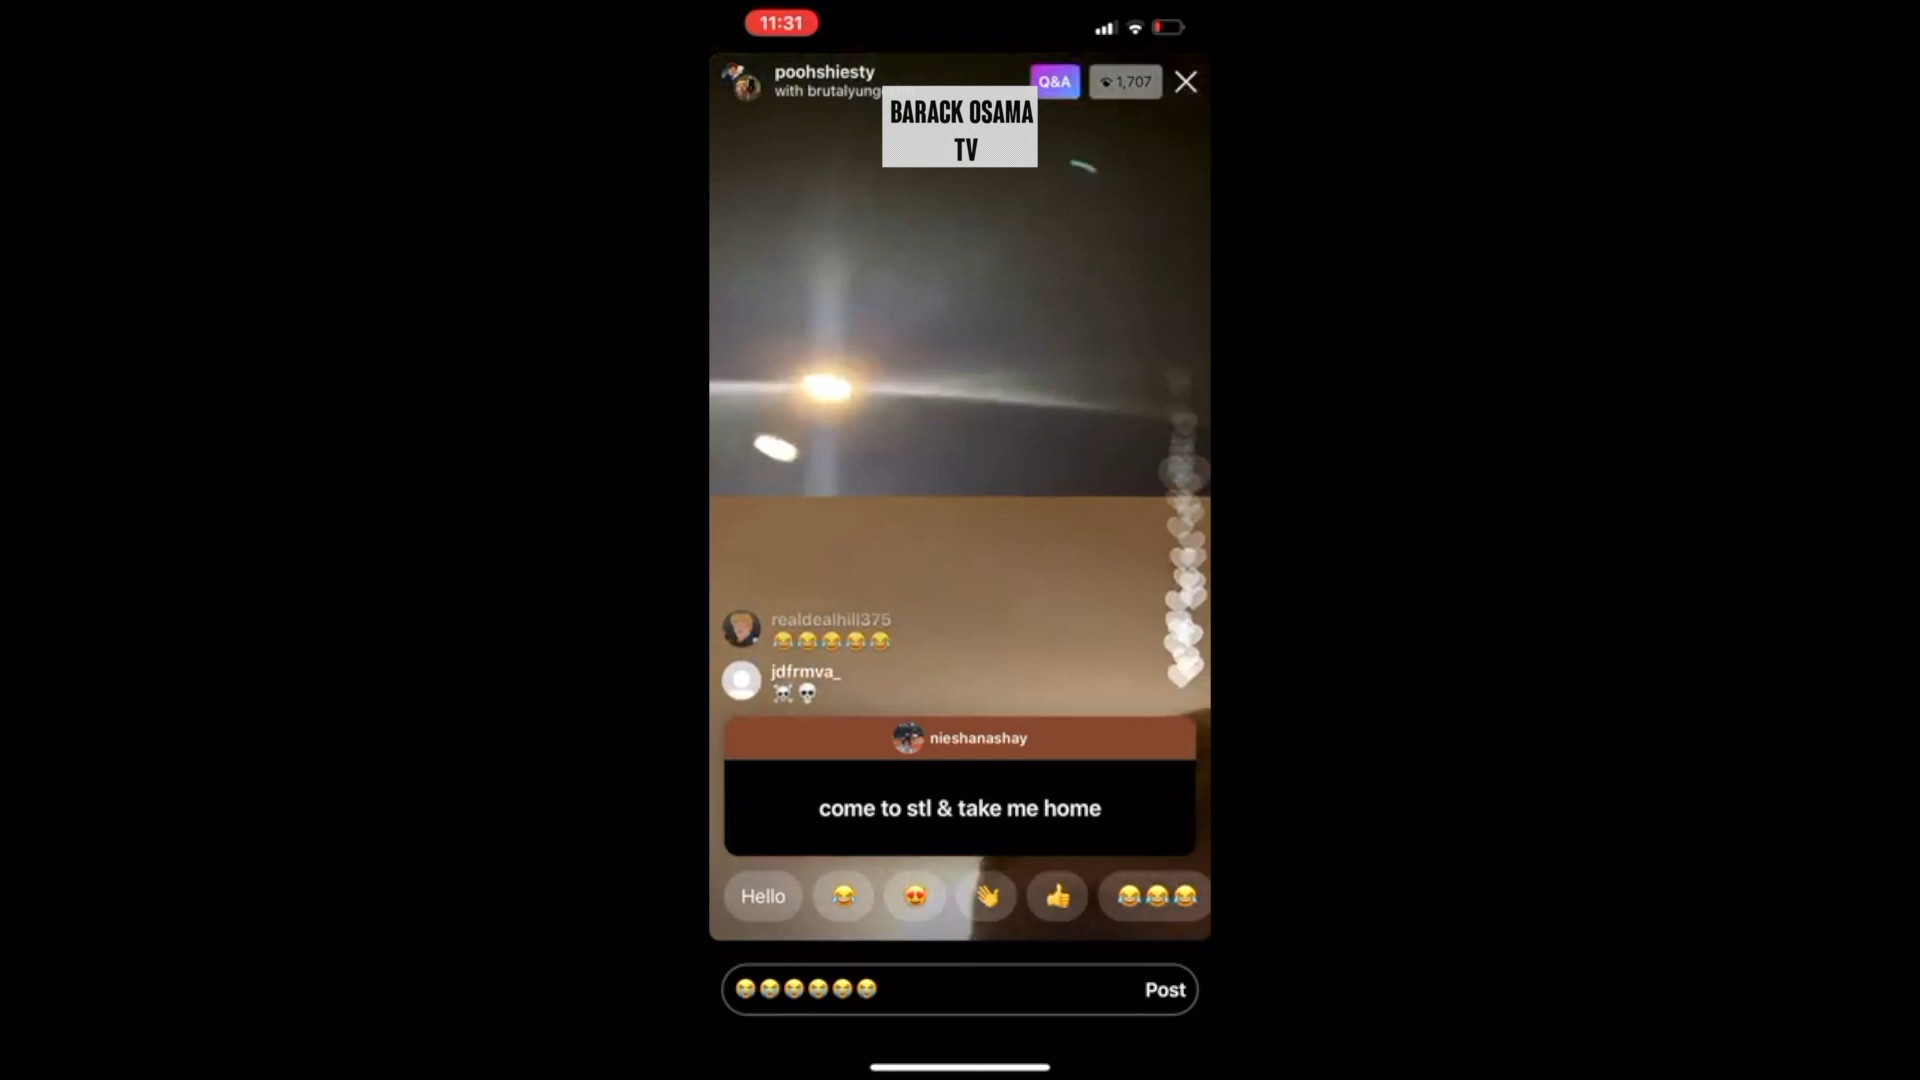 11:31
poohshiesty
with brutalyung
Q&A
1,707
BARACK OSAMA
TV
realdealhill375
😂😂😂😂😂
jdfrmva_
☠️💀
nieshanashay
come to stl & take me home
Hello 😂 😍 👋 👍 😂😂😂
😭😭😭😭😭😭
Post